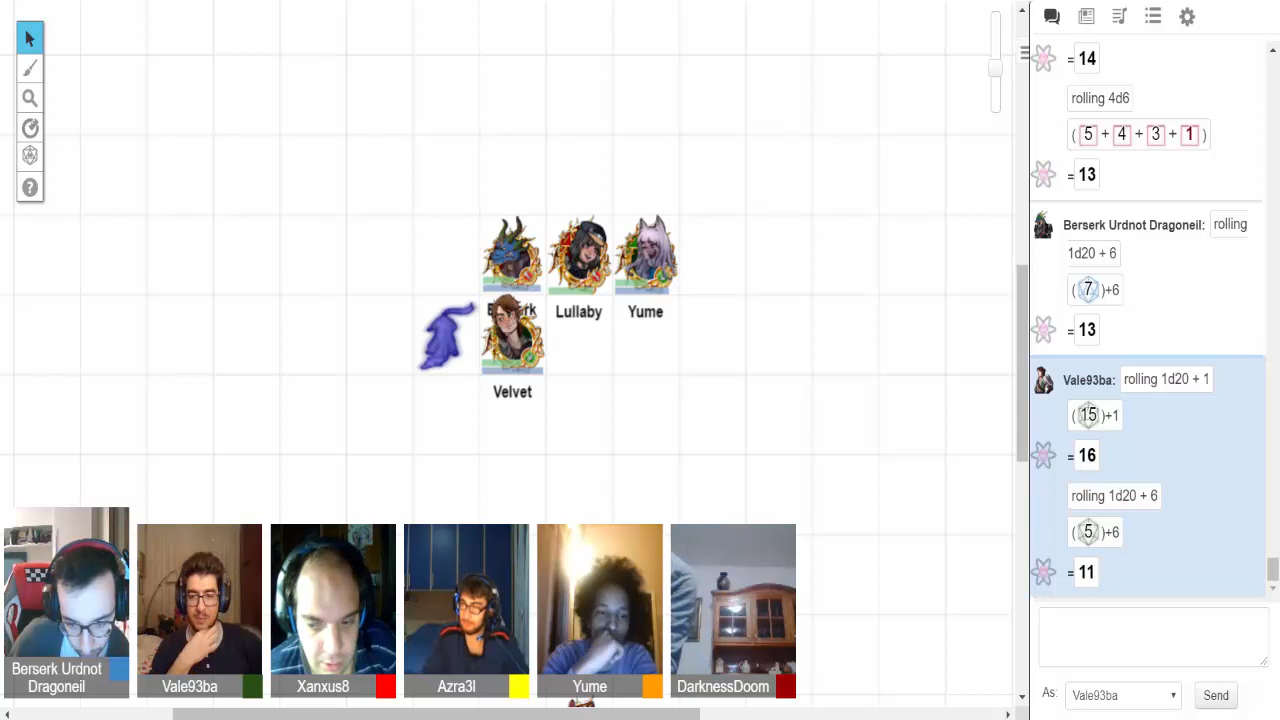 = 14
rolling 4d6
( 5 + 4 + 3 + 1 )
= 13
Berserk Urdnot Dragoneil: rolling
1d20 + 6
( 7 )+6
= 13
Vale93ba: rolling 1d20 + 1
( 15 )+1
= 16
rolling 1d20 + 6
( 5 )+6
= 11
As: Vale93ba Send
Lullaby
Yume
Velvet
Berserk Urdnot
Dragoneil
Vale93ba
Xanxus8
Azra3l
Yume
DarknessDoom